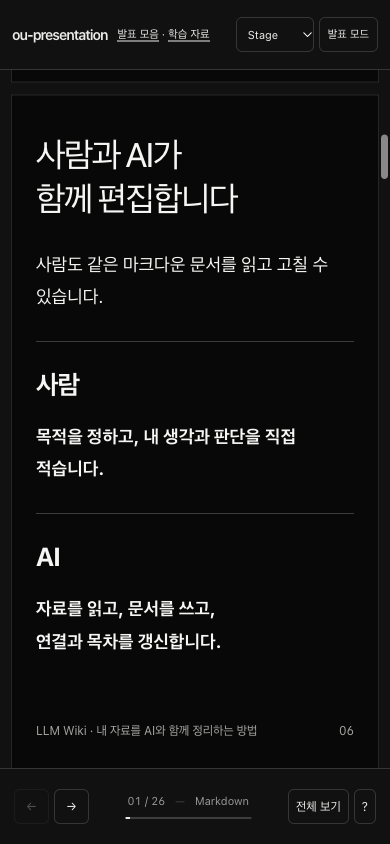 ou-presentation 발표 모음 · 학습 자료 Stage 발표 모드
사람과 AI가
함께 편집합니다
사람도 같은 마크다운 문서를 읽고 고칠 수
있습니다.
사람
목적을 정하고, 내 생각과 판단을 직접
적습니다.
AI
자료를 읽고, 문서를 쓰고,
연결과 목차를 갱신합니다.
LLM Wiki · 내 자료를 AI와 함께 정리하는 방법 06
← → 01 / 26 — Markdown 전체 보기 ?